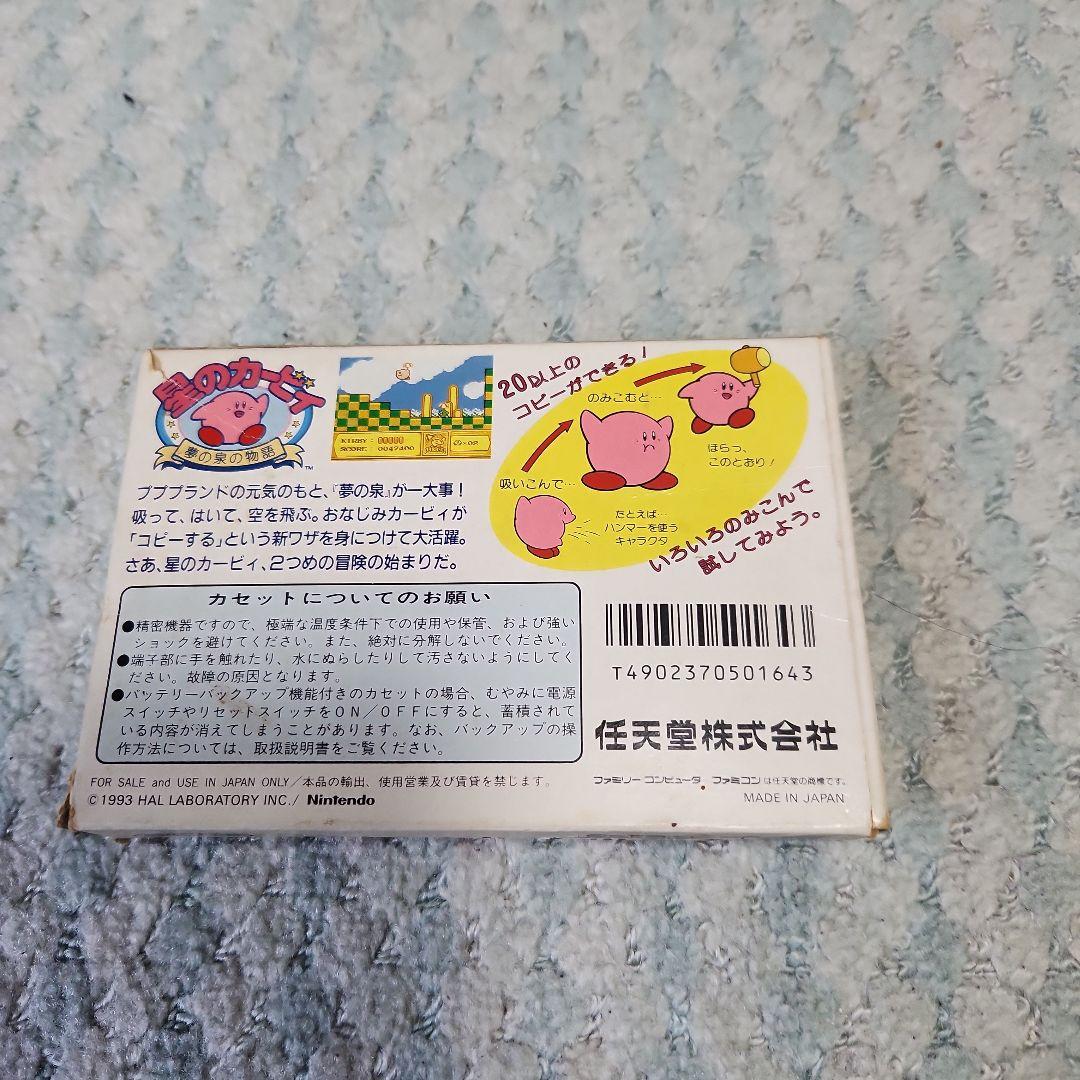 星のカービィ
夢の泉の物語
TM
KIRBY :
SCORE: 0049400
プププランドの元気のもと、『夢の泉』が一大事！
吸って、はいて、空を飛ぶ。おなじみカービィが
「コピーする」という新ワザを身につけて大活躍。
さあ、星のカービィ、2つめの冒険の始まりだ。
20以上の
コピーができる！
吸いこんで…
のみこむと…
ほらっ、
このとおり！
たとえば…
ハンマーを使う
キャラクタ
いろいろのみこんで
試してみよう。
カセットについてのお願い
●精密機器ですので、極端な温度条件下での使用や保管、および強い
ショックを避けてください。また、絶対に分解しないでください。
●端子部に手を触れたり、水にぬらしたりして汚さないようにしてく
ださい。故障の原因となります。
●バッテリーバックアップ機能付きのカセットの場合、むやみに電源
スイッチやリセットスイッチをON／OFFにすると、蓄積されて
いる内容が消えてしまうことがあります。なお、バックアップの
操作方法については、取扱説明書をご覧ください。
T4902370501643
任天堂株式会社
FOR SALE and USE IN JAPAN ONLY／本品の輸出、使用営業及び賃貸を禁じます。
©1993 HAL LABORATORY INC./ Nintendo
ファミリーコンピュータ、ファミコンは任天堂の商標です。
MADE IN JAPAN